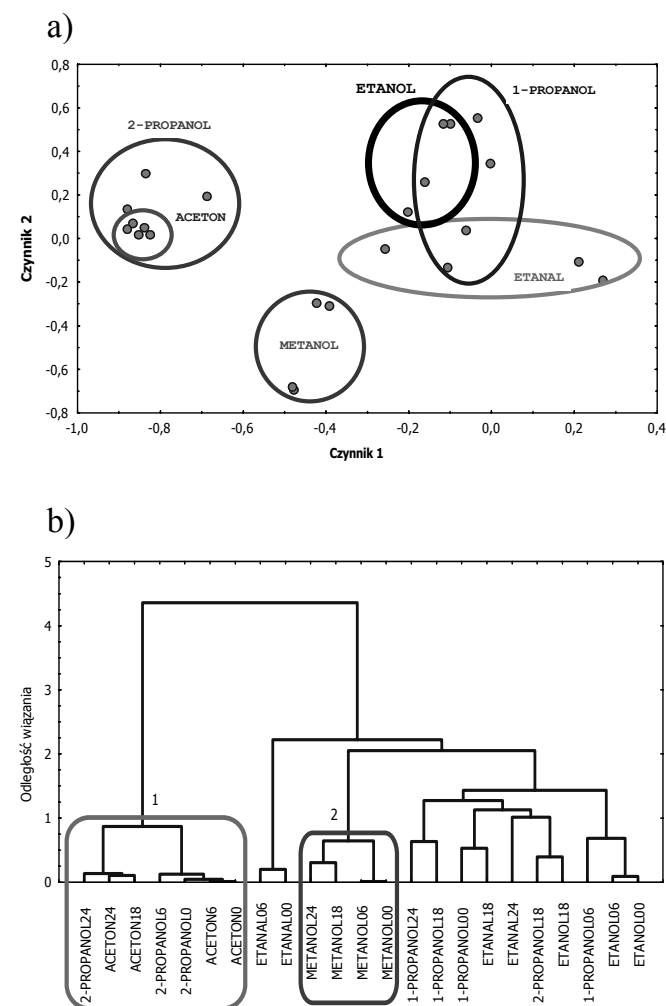 a)
0,8
0,6
0,4
0,2
0,0
-0,2
-0,4
-0,6
-0,8
Czynnik 2
ETANOL
1-PROPANOL
2-PROPANOL
ACETON
ETANAL
METANOL
-1,0 -0,8 -0,6 -0,4 -0,2 0,0 0,2 0,4
Czynnik 1
b)
5
4
3
2
1
0
Odległość wiązania
1
2
2-PROPANOL24
ACETON24
ACETON18
2-PROPANOL6
2-PROPANOL0
ACETON6
ACETON0
ETANAL06
ETANAL00
METANOL24
METANOL18
METANOL06
METANOL00
1-PROPANOL24
1-PROPANOL18
1-PROPANOL00
ETANAL18
ETANAL24
2-PROPANOL18
ETANOL18
1-PROPANOL06
ETANOL06
ETANOL00